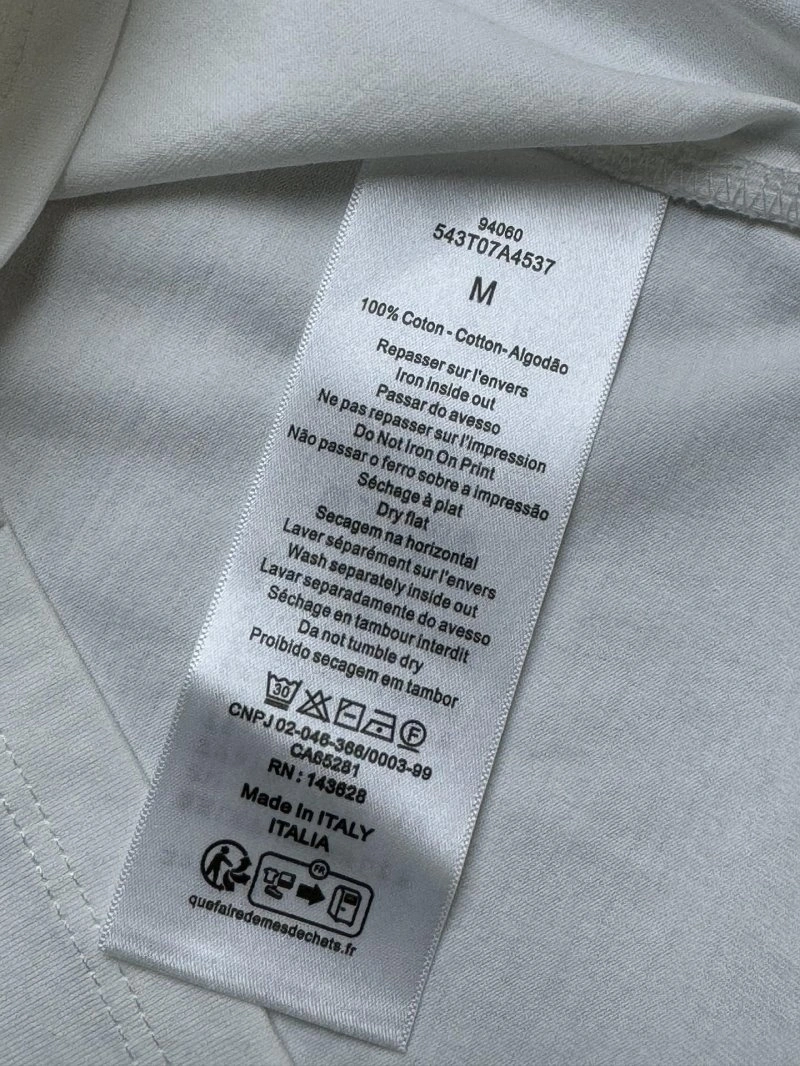 94060
543T07A4537
M
100% Coton - Cotton- Algodão
Repasser sur l'envers
Iron inside out
Passar do avesso
Ne pas repasser sur l'impression
Do Not Iron On Print
Não passar o ferro sobre a impressão
Séchage à plat
Dry flat
Secagem na horizontal
Laver séparément sur l'envers
Wash separately inside out
Lavar separadamente do avesso
Séchage en tambour interdit
Da not tumble dry
Proibido secagem em tambor
30 F
CNPJ 02-046-366/0003-99
CA65281
RN : 143628
Made In ITALY
ITALIA
FR
quefairedemesdechets.fr